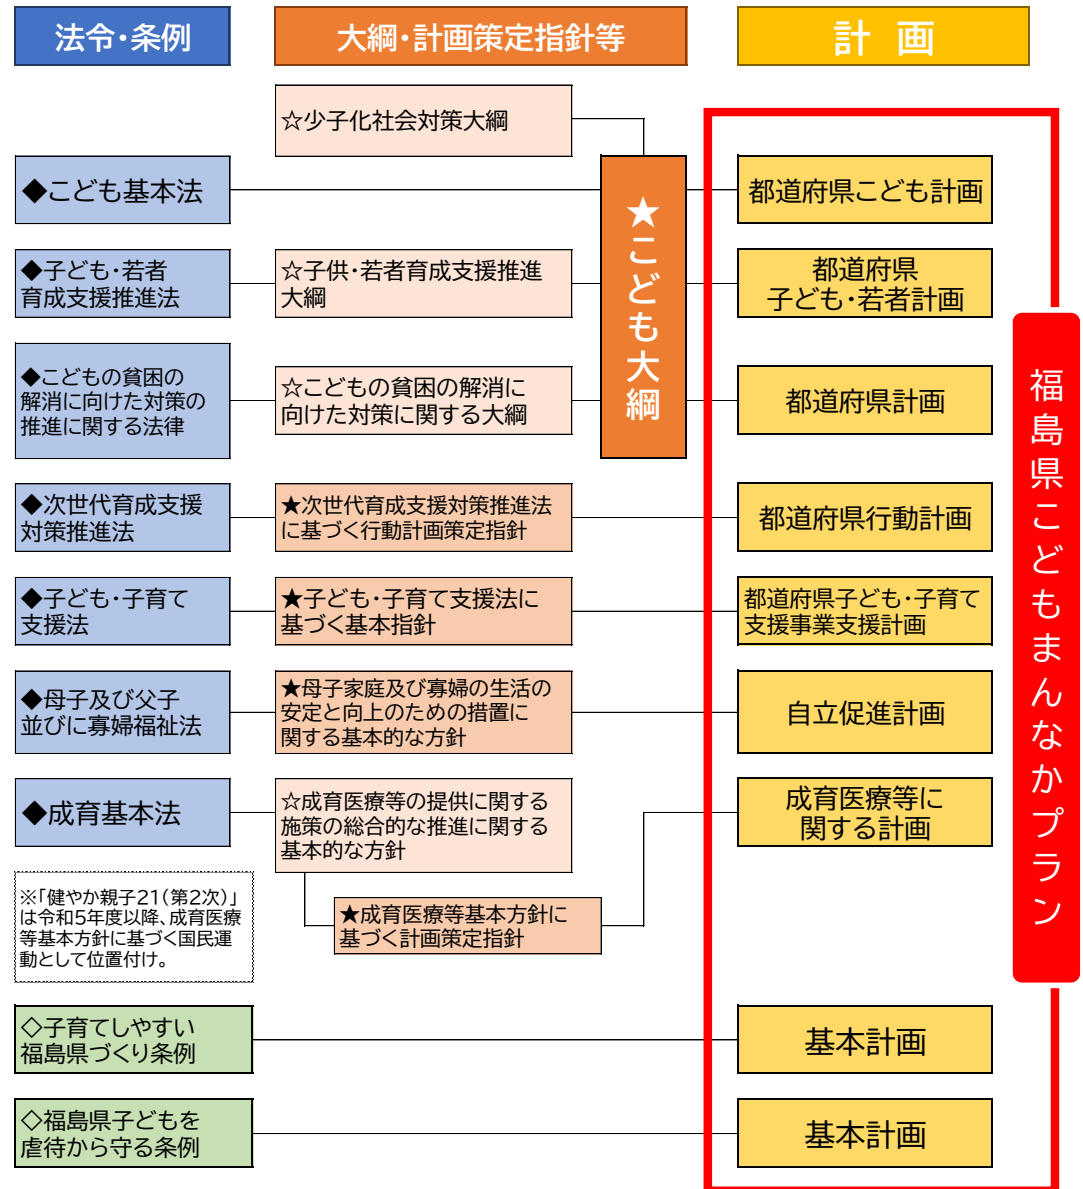 法令・条例
大綱・計画策定指針等
計　画
☆少子化社会対策大綱
◆こども基本法
★こども大綱
都道府県こども計画
◆子ども・若者
育成支援推進法
☆子供・若者育成支援推進
大綱
都道府県
子ども・若者計画
◆こどもの貧困の
解消に向けた対策の
推進に関する法律
☆こどもの貧困の解消に
向けた対策に関する大綱
都道府県計画
◆次世代育成支援
対策推進法
★次世代育成支援対策推進法
に基づく行動計画策定指針
都道府県行動計画
◆子ども・子育て
支援法
★子ども・子育て支援法に
基づく基本指針
都道府県子ども・子育て
支援事業支援計画
◆母子及び父子
並びに寡婦福祉法
★母子家庭及び寡婦の生活の
安定と向上のための措置に
関する基本的な方針
自立促進計画
◆成育基本法
☆成育医療等の提供に関する
施策の総合的な推進に関する
基本的な方針
成育医療等に
関する計画
※「健やか親子21（第2次）」
は令和5年度以降、成育医療
等基本方針に基づく国民運
動として位置付け。
★成育医療等基本方針に
基づく計画策定指針
◇子育てしやすい
福島県づくり条例
基本計画
◇福島県子どもを
虐待から守る条例
基本計画
福島県こどもまんなかプラン